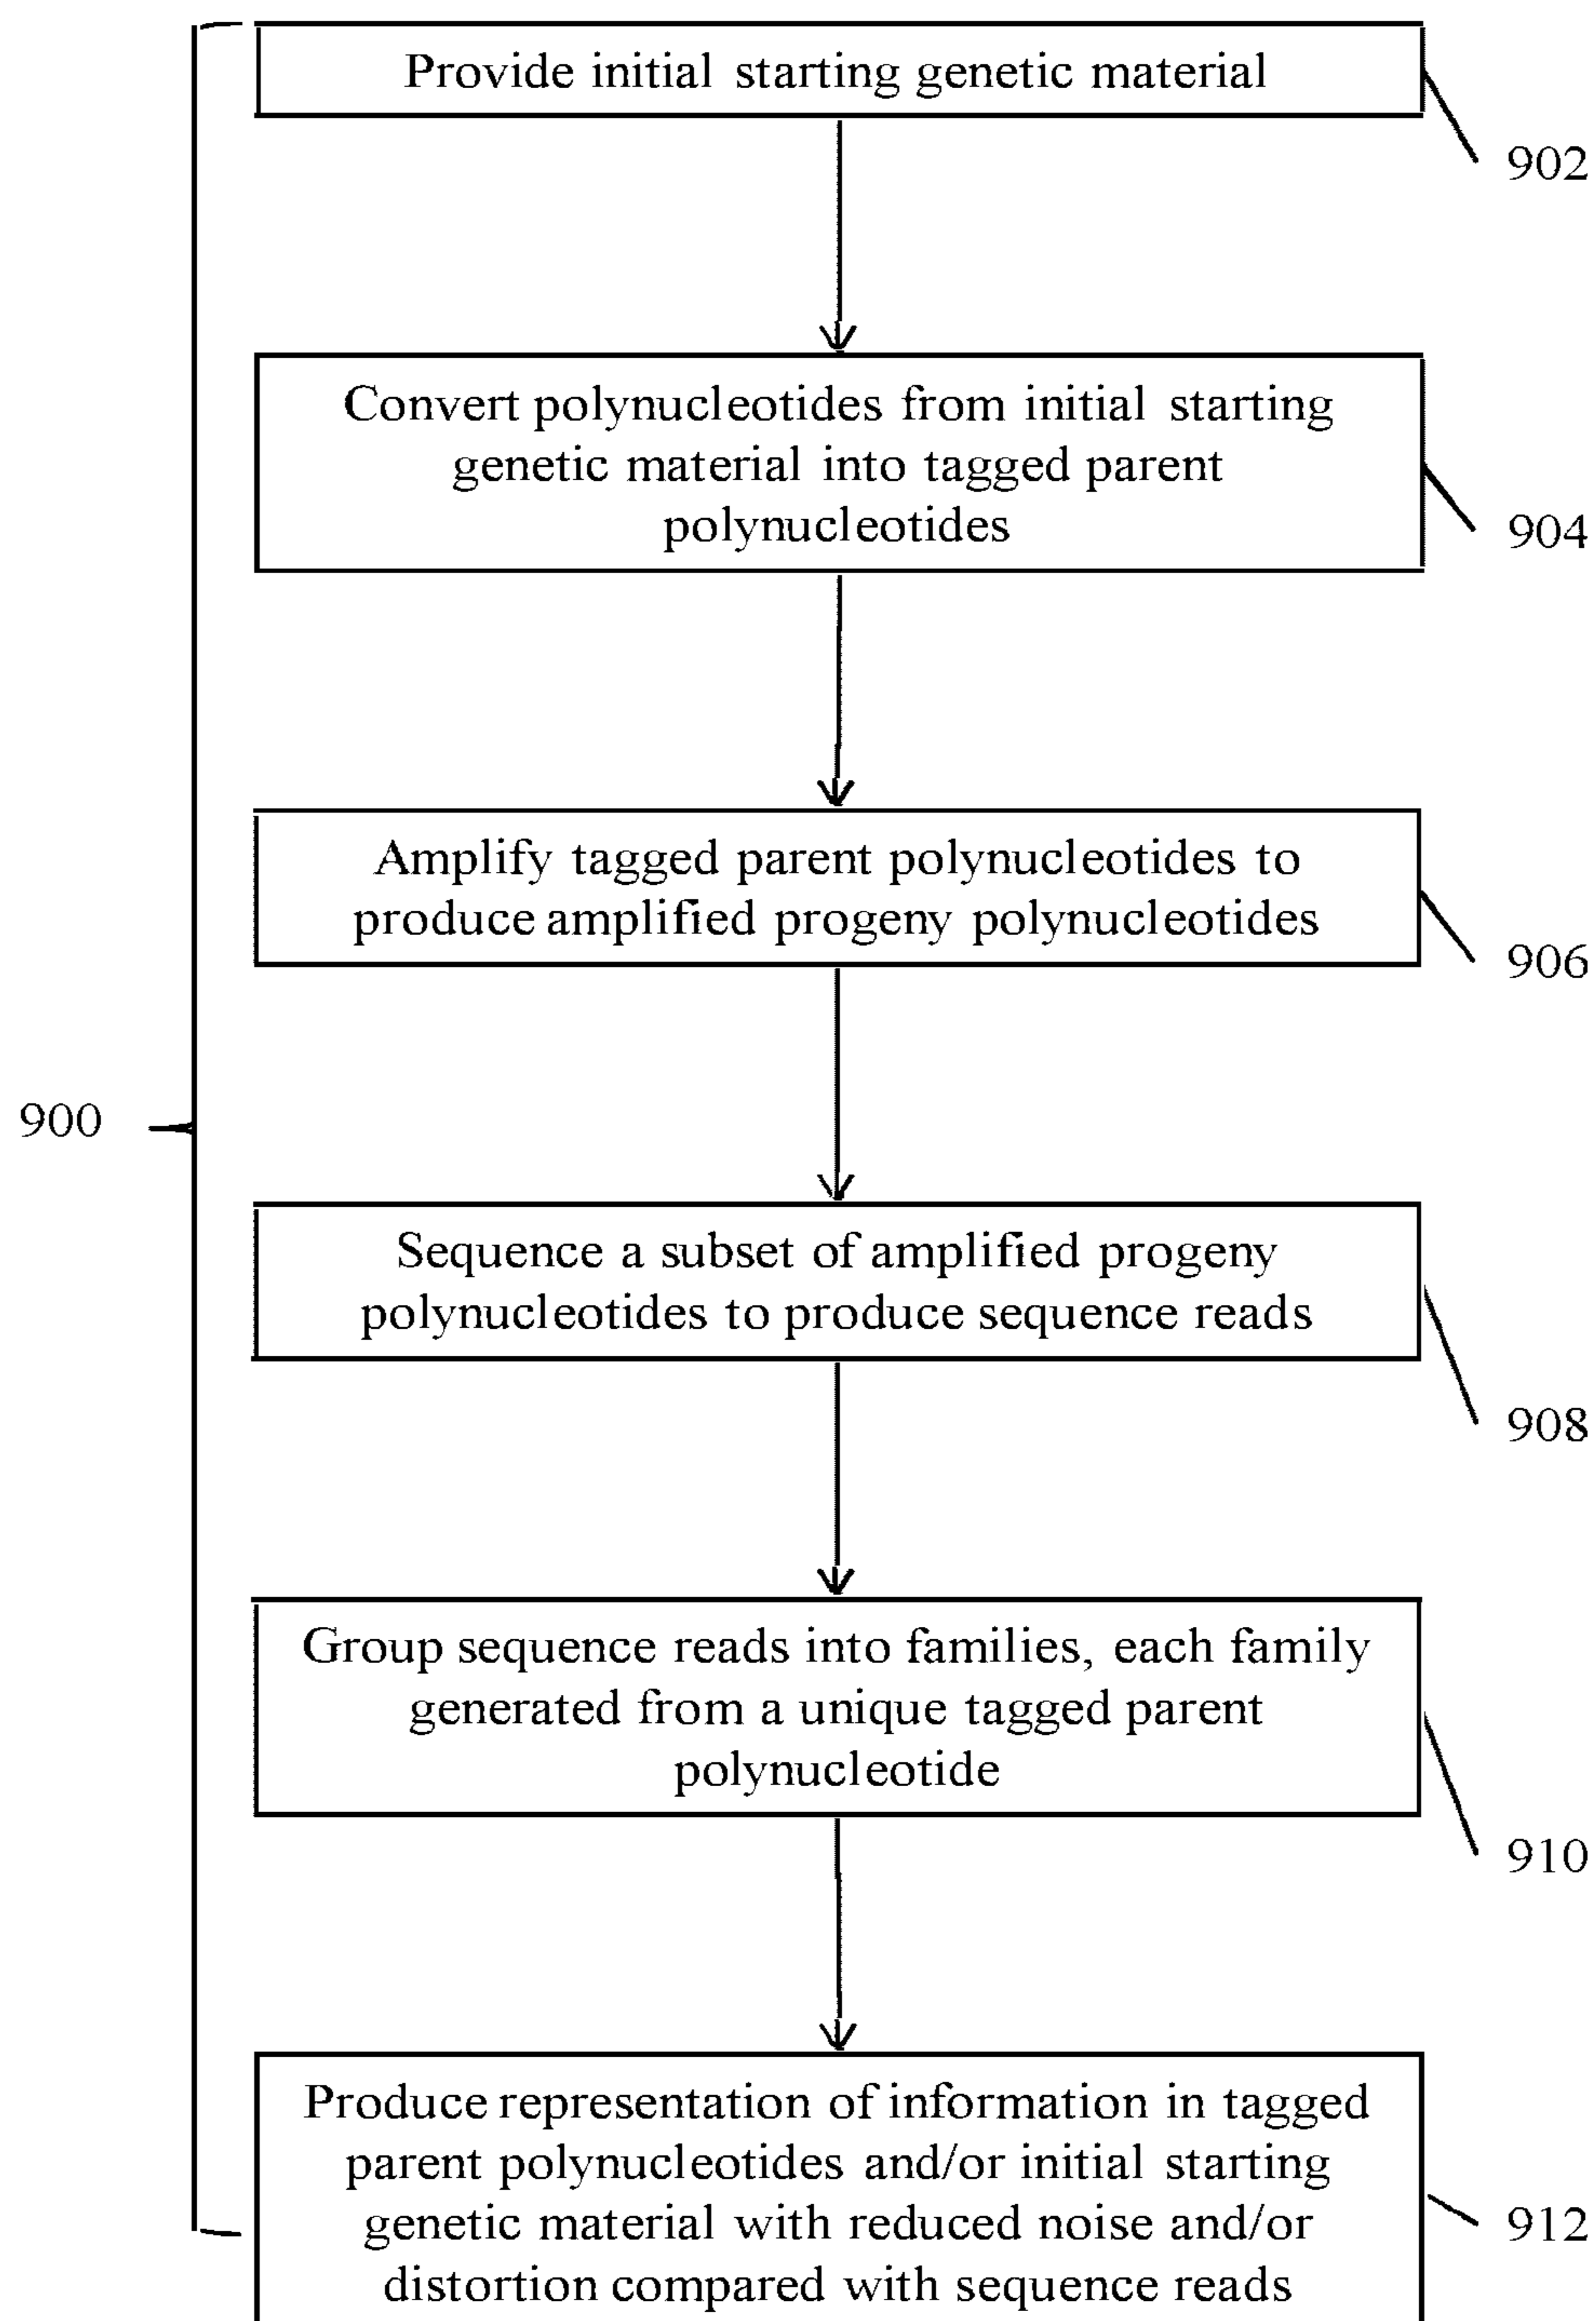 Provide initial starting genetic material
902
Convert polynucleotides from initial starting
genetic material into tagged parent
polynucleotides
904
Amplify tagged parent polynucleotides to
produce amplified progeny polynucleotides
906
900
Sequence a subset of amplified progeny
polynucleotides to produce sequence reads
908
Group sequence reads into families, each family
generated from a unique tagged parent
polynucleotide
910
Produce representation of information in tagged
parent polynucleotides and/or initial starting
genetic material with reduced noise and/or
distortion compared with sequence reads
912